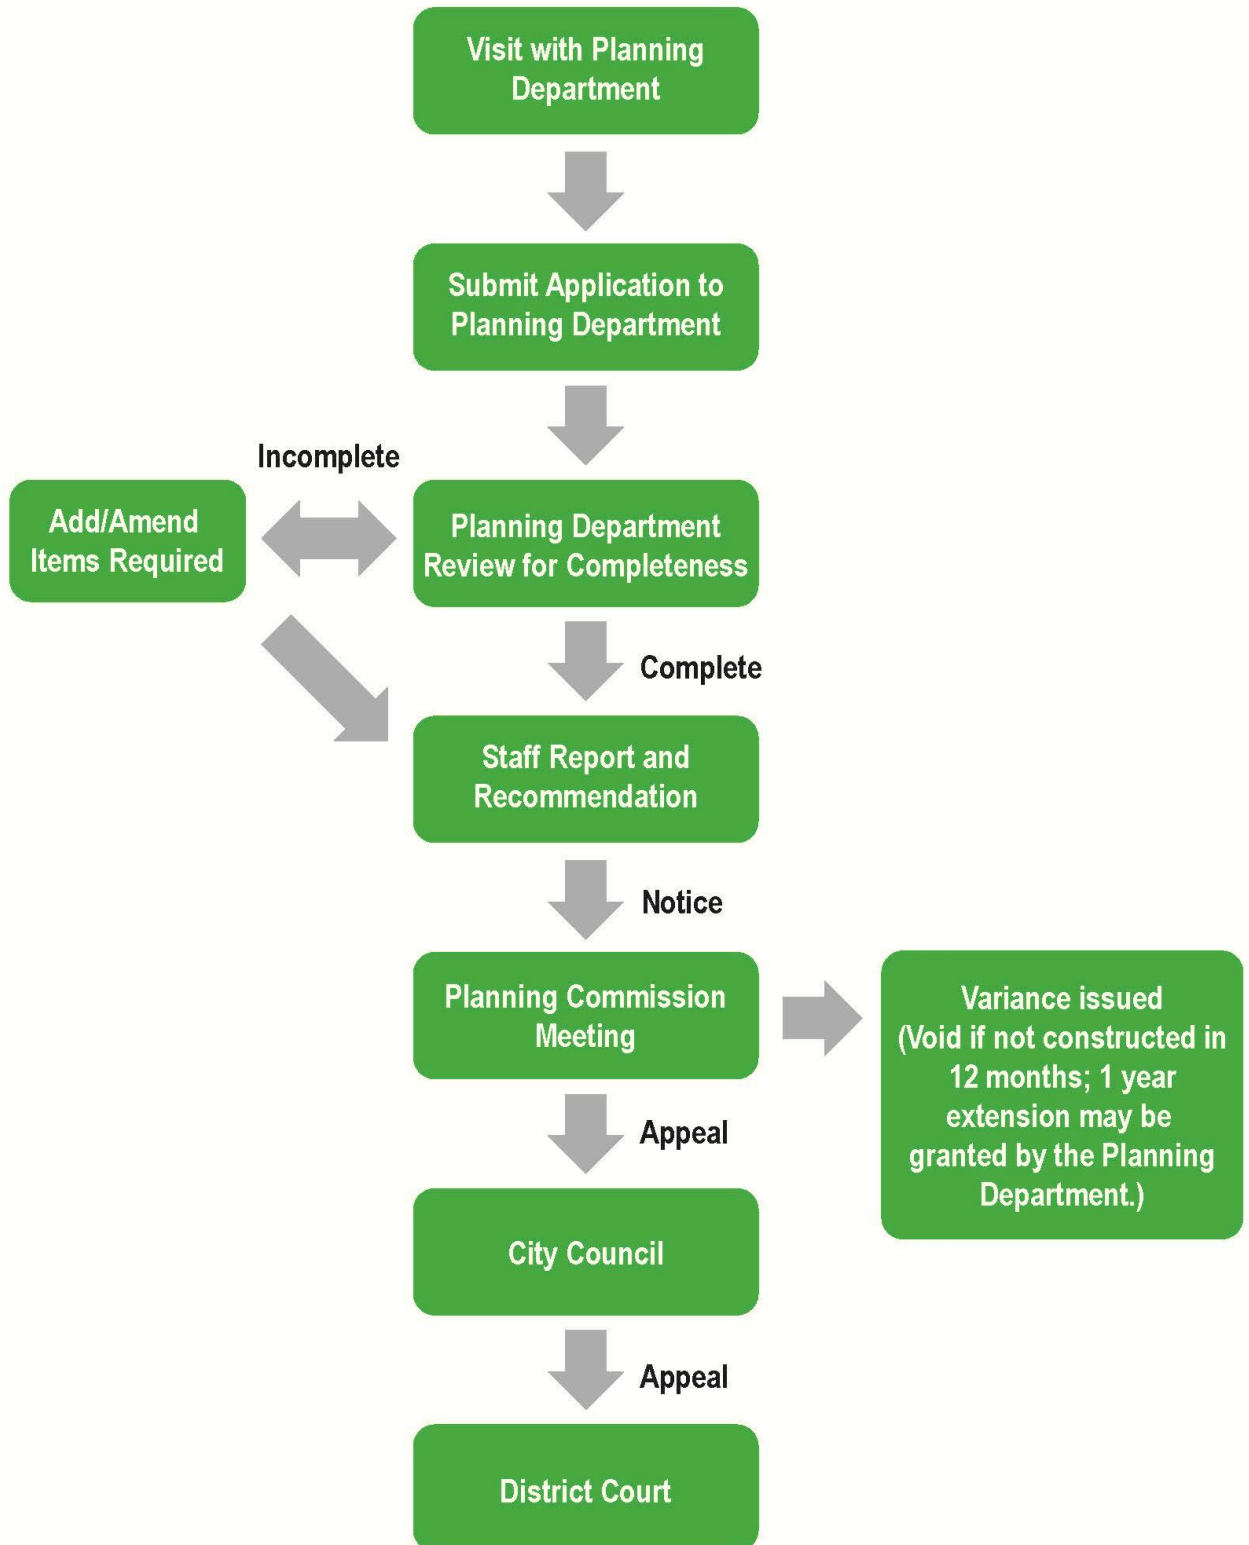 Visit with Planning
Department
Submit Application to
Planning Department
Incomplete
Add/Amend
Items Required
Planning Department
Review for Completeness
Complete
Staff Report and
Recommendation
Notice
Planning Commission
Meeting
Variance issued
(Void if not constructed in
12 months; 1 year
extension may be
granted by the Planning
Department.)
Appeal
City Council
Appeal
District Court